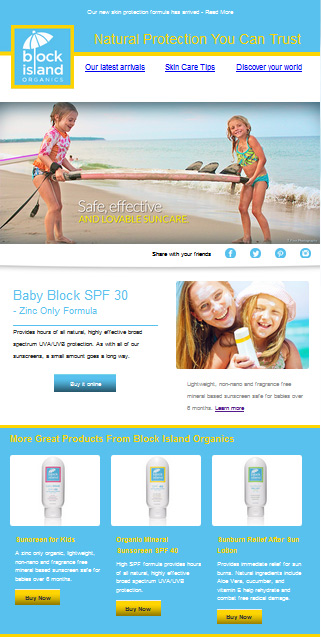 Our new skin protection formula has arrived - Read More
block
island
ORGANICS
Natural Protection You Can Trust
Our latest arrivals
Skin Care Tips
Discover your world
Safe, effective
AND LOVABLE SUNCARE
Share with your friends
Baby Block SPF 30
- Zinc Only Formula
Provides hours of all natural, highly effective broad
spectrum UVA/UVB protection. As with all of our
sunscreens, a small amount goes a long way.
Buy it online
Lightweight, non-nano and fragrance free
mineral based sunscreen safe for babies over
6 months. Learn more
More Great Products From Block Island Organics
Sunscreen for Kids
A zinc only organic, lightweight,
non-nano and fragrance free
mineral based sunscreen safe for
babies over 6 months.
Buy Now
Organic Mineral
Sunscreen SPF 40
High SPF formula provides hours
of all natural, highly effective
broad spectrum UVA/UVB
protection.
Buy Now
Sunburn Relief After Sun
Lotion
Provides immediate relief for sun
burns. Natural ingredients include
Aloe Vera, cucumber, and
vitamin E help rehydrate and
combat free radical damage.
Buy Now